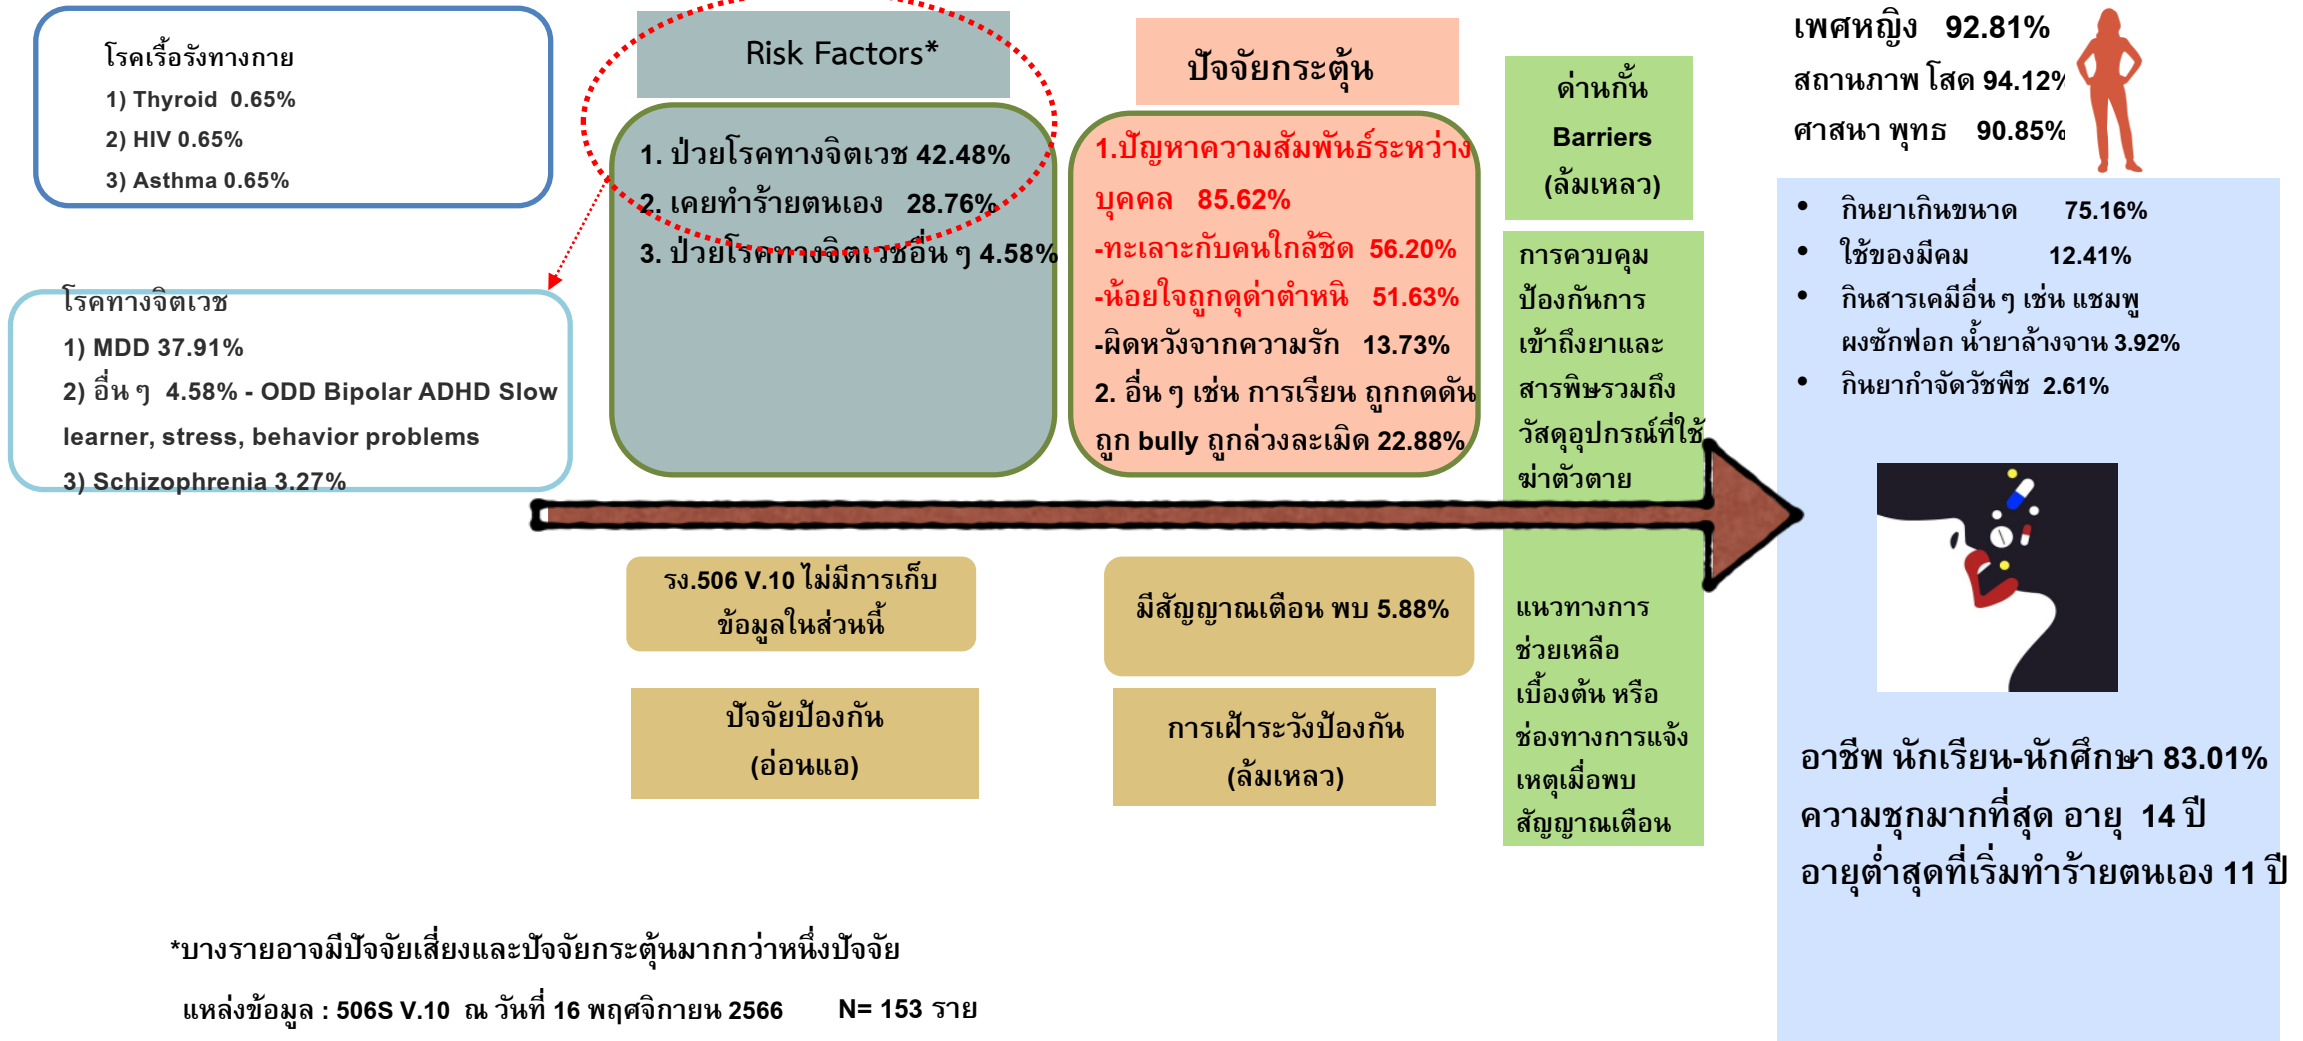 โรคเรื้อรังทางกาย
1) Thyroid 0.65%
2) HIV 0.65%
3) Asthma 0.65%
โรคทางจิตเวช
1) MDD 37.91%
2) อื่น ๆ 4.58% - ODD Bipolar ADHD Slow
learner, stress, behavior problems
3) Schizophrenia 3.27%
Risk Factors*
1. ป่วยโรคทางจิตเวช 42.48%
2. เคยทำร้ายตนเอง 28.76%
3. ป่วยโรคทางจิตเวชอื่น ๆ 4.58%
ปัจจัยกระตุ้น
1.ปัญหาความสัมพันธ์ระหว่าง
บุคคล 85.62%
-ทะเลาะกับคนใกล้ชิด 56.20%
-น้อยใจถูกดุด่าตำหนิ 51.63%
-ผิดหวังจากความรัก 13.73%
2. อื่น ๆ เช่น การเรียน ถูกกดดัน
ถูก bully ถูกล่วงละเมิด 22.88%
ด่านกั้น
Barriers
(ล้มเหลว)
การควบคุม
ป้องกันการ
เข้าถึงยาและ
สารพิษรวมถึง
วัสดุอุปกรณ์ที่ใช้
ฆ่าตัวตาย
แนวทางการ
ช่วยเหลือ
เบื้องต้น หรือ
ช่องทางการแจ้ง
เหตุเมื่อพบ
สัญญาณเตือน
รง.506 V.10 ไม่มีการเก็บ
ข้อมูลในส่วนนี้
ปัจจัยป้องกัน
(อ่อนแอ)
มีสัญญาณเตือน พบ 5.88%
การเฝ้าระวังป้องกัน
(ล้มเหลว)
เพศหญิง 92.81%
สถานภาพ โสด 94.12%
ศาสนา พุทธ 90.85%
• กินยาเกินขนาด 75.16%
• ใช้ของมีคม 12.41%
• กินสารเคมีอื่น ๆ เช่น แชมพู
ผงซักฟอก น้ำยาล้างจาน 3.92%
• กินยากำจัดวัชพืช 2.61%
อาชีพ นักเรียน-นักศึกษา 83.01%
ความชุกมากที่สุด อายุ 14 ปี
อายุต่ำสุดที่เริ่มทำร้ายตนเอง 11 ปี
*บางรายอาจมีปัจจัยเสี่ยงและปัจจัยกระตุ้นมากกว่าหนึ่งปัจจัย
แหล่งข้อมูล : 506S V.10 ณ วันที่ 16 พฤศจิกายน 2566 N= 153 ราย